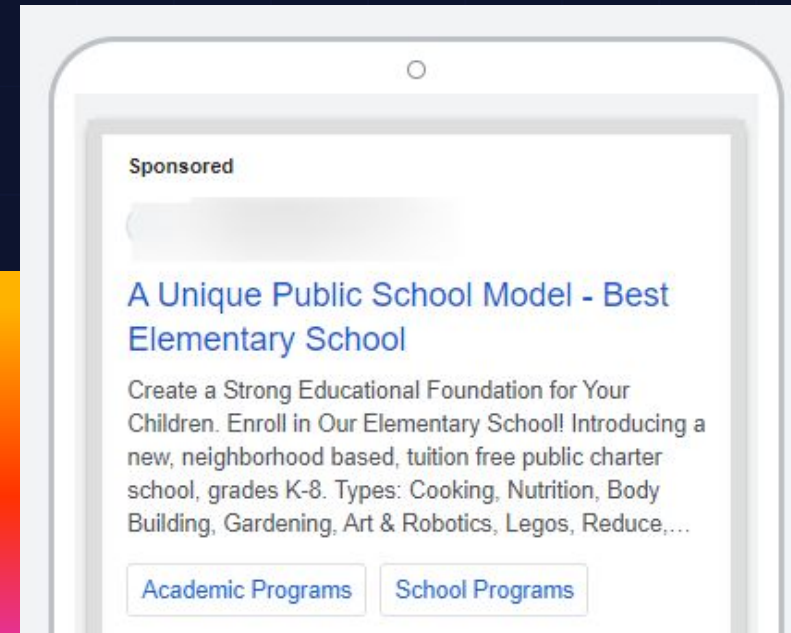 Sponsored
A Unique Public School Model - Best
Elementary School
Create a Strong Educational Foundation for Your
Children. Enroll in Our Elementary School! Introducing a
new, neighborhood based, tuition free public charter
school, grades K-8. Types: Cooking, Nutrition, Body
Building, Gardening, Art & Robotics, Legos, Reduce,...
Academic Programs School Programs